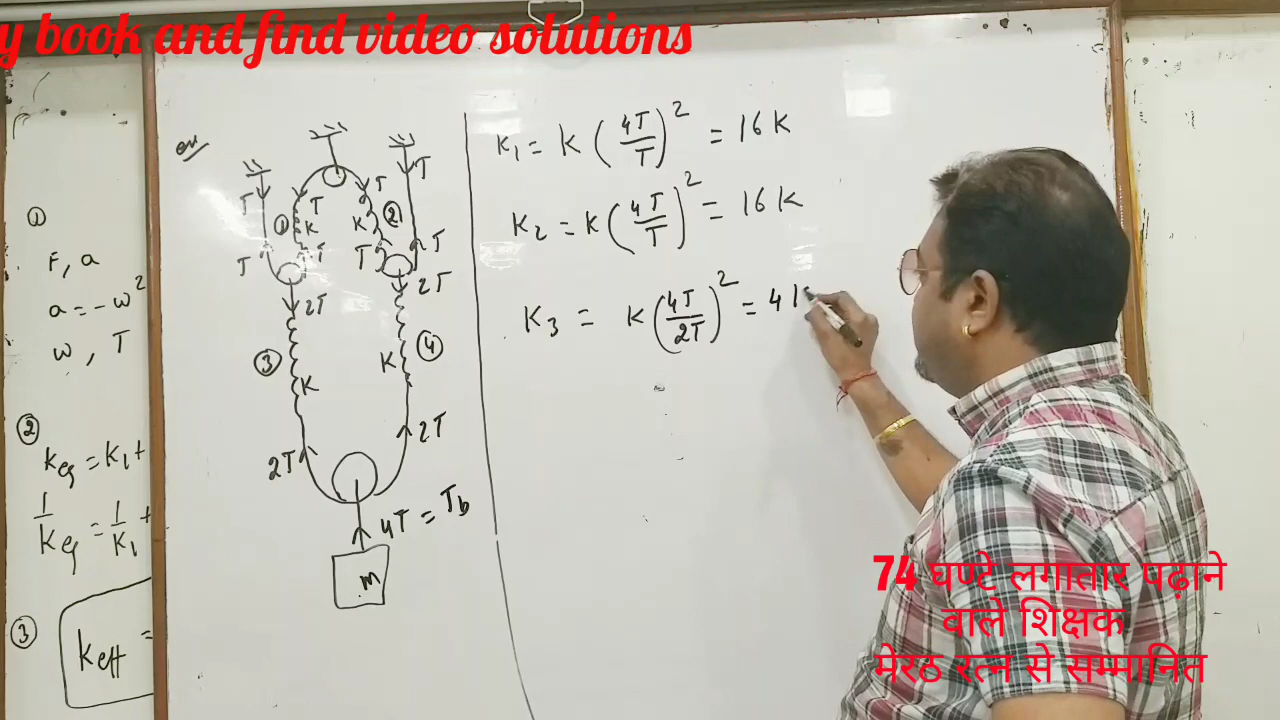 y book and find video solutions
①
F, a
a = -ω²
ω, T
②
Keq = K1 +
1/Keq = 1/K1 +
③
Keff =
ex
T
T
T
T
①
K
K
②
T
T
T
T
T
2T
2T
③
K
K
④
2T
2T
4T = Tb
m
K1 = K (4T/T)² = 16K
K2 = K (4T/T)² = 16K
K3 = K (4T/2T)² = 4K
74 घण्टे लगातार पढ़ाने
वाले शिक्षक
मेरठ रत्न से सम्मानित